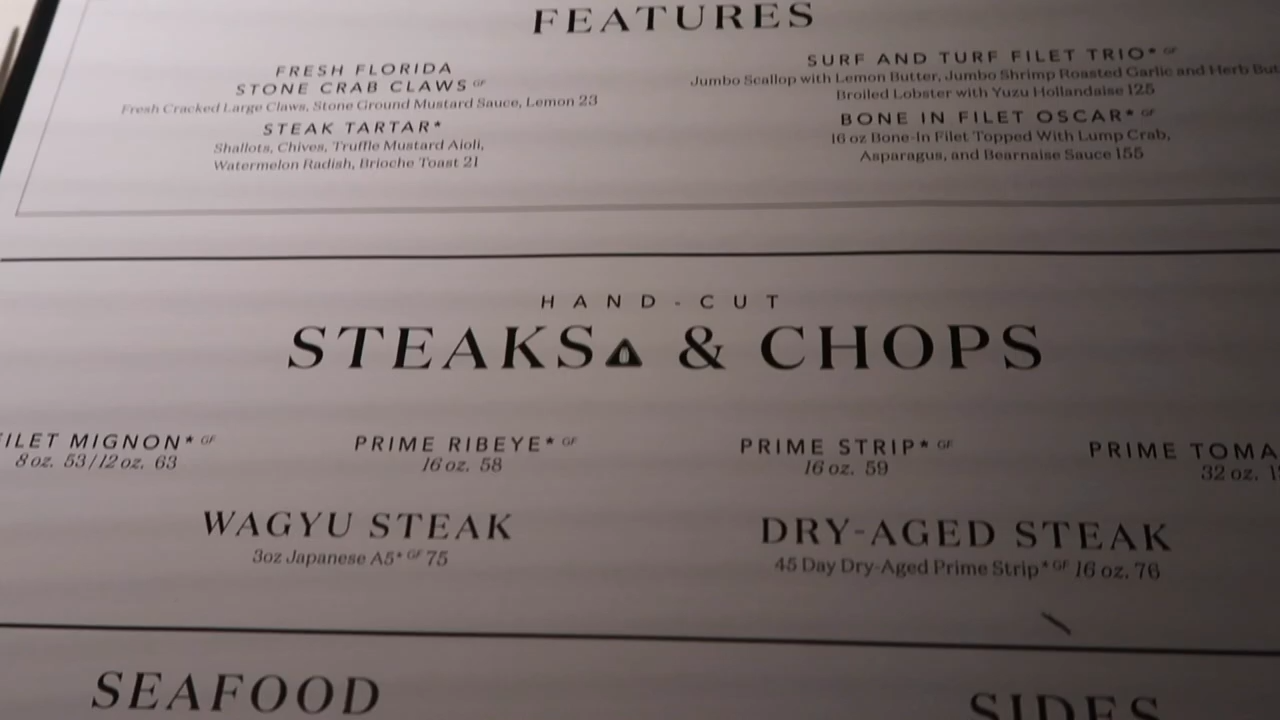 FEATURES
FRESH FLORIDA
STONE CRAB CLAWS GF
Fresh Cracked Large Claws, Stone Ground Mustard Sauce, Lemon 23
STEAK TARTAR*
Shallots, Chives, Truffle Mustard Aioli,
Watermelon Radish, Brioche Toast 21
SURF AND TURF FILET TRIO* GF
Jumbo Scallop with Lemon Butter, Jumbo Shrimp Roasted Garlic and Herb
Broiled Lobster with Yuzu Hollandaise 125
BONE IN FILET OSCAR* GF
16 oz Bone-In Filet Topped With Lump Crab,
Asparagus, and Bearnaise Sauce 155
HAND-CUT
STEAKS & CHOPS
FILET MIGNON* GF
8 oz. 53/12 oz. 63
PRIME RIBEYE* GF
16 oz. 58
PRIME STRIP* GF
16 oz. 59
PRIME
32 oz.
WAGYU STEAK
3oz Japanese A5* GF 75
DRY-AGED STEAK
45 Day Dry-Aged Prime Strip* GF 16 oz. 76
SEAFOOD
SIDES